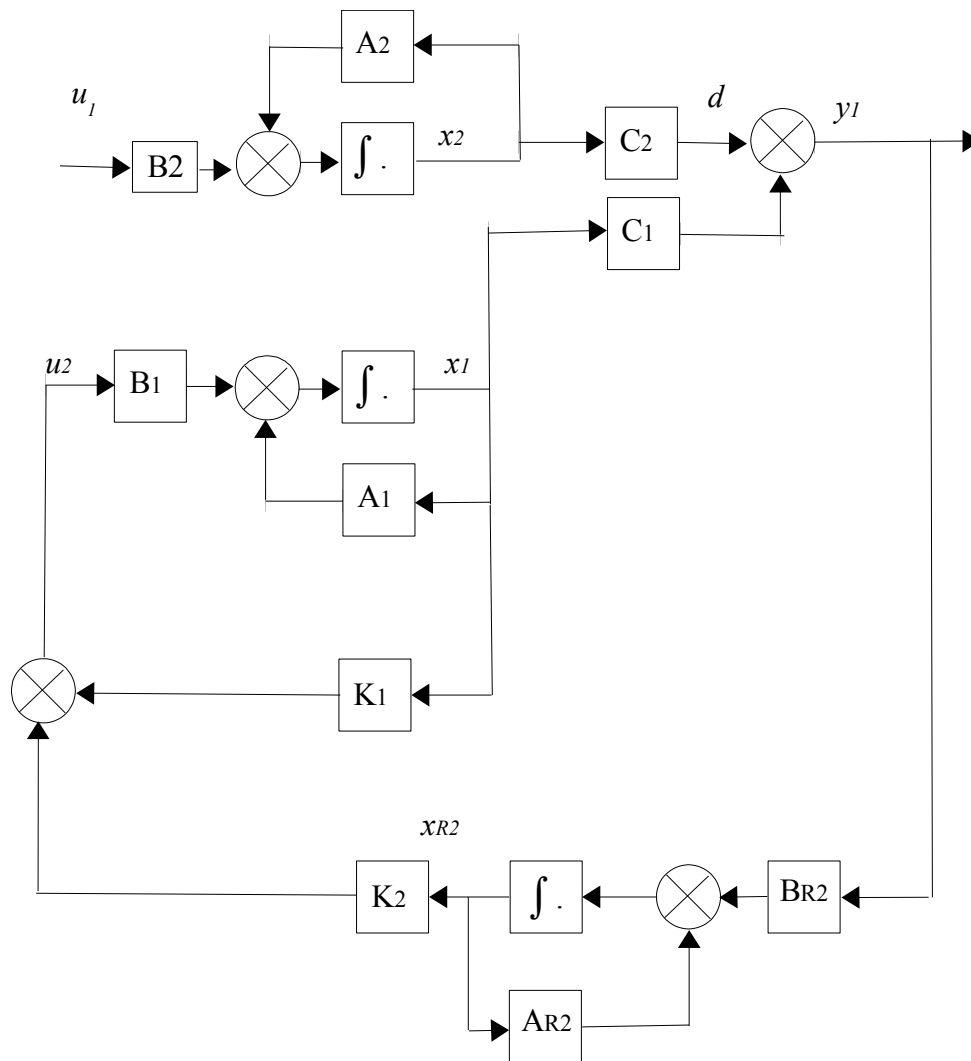 A2
u1
d
y1
x2
C2
B2
∫ .
C1
u2
x1
B1
∫ .
A1
K1
xR2
K2
∫ .
BR2
AR2